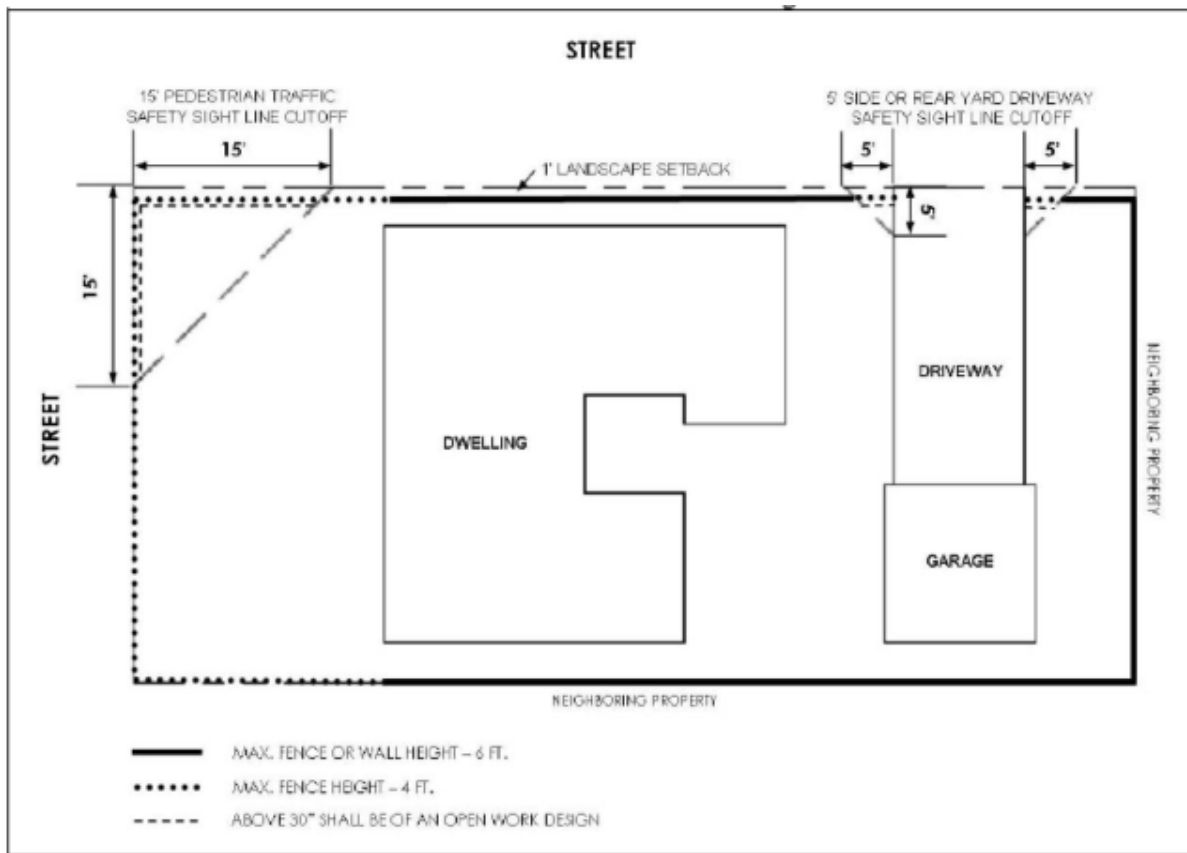 STREET
15' PEDESTRIAN TRAFFIC
SAFETY SIGHT LINE CUTOFF
5' SIDE OR REAR YARD DRIVEWAY
SAFETY SIGHT LINE CUTOFF
15'
5'
5'
1' LANDSCAPE SETBACK
5'
15'
STREET
DWELLING
DRIVEWAY
GARAGE
NEIGHBORING PROPERTY
NEIGHBORING PROPERTY
MAX. FENCE OR WALL HEIGHT – 6 FT.
MAX. FENCE HEIGHT – 4 FT.
ABOVE 30" SHALL BE OF AN OPEN WORK DESIGN